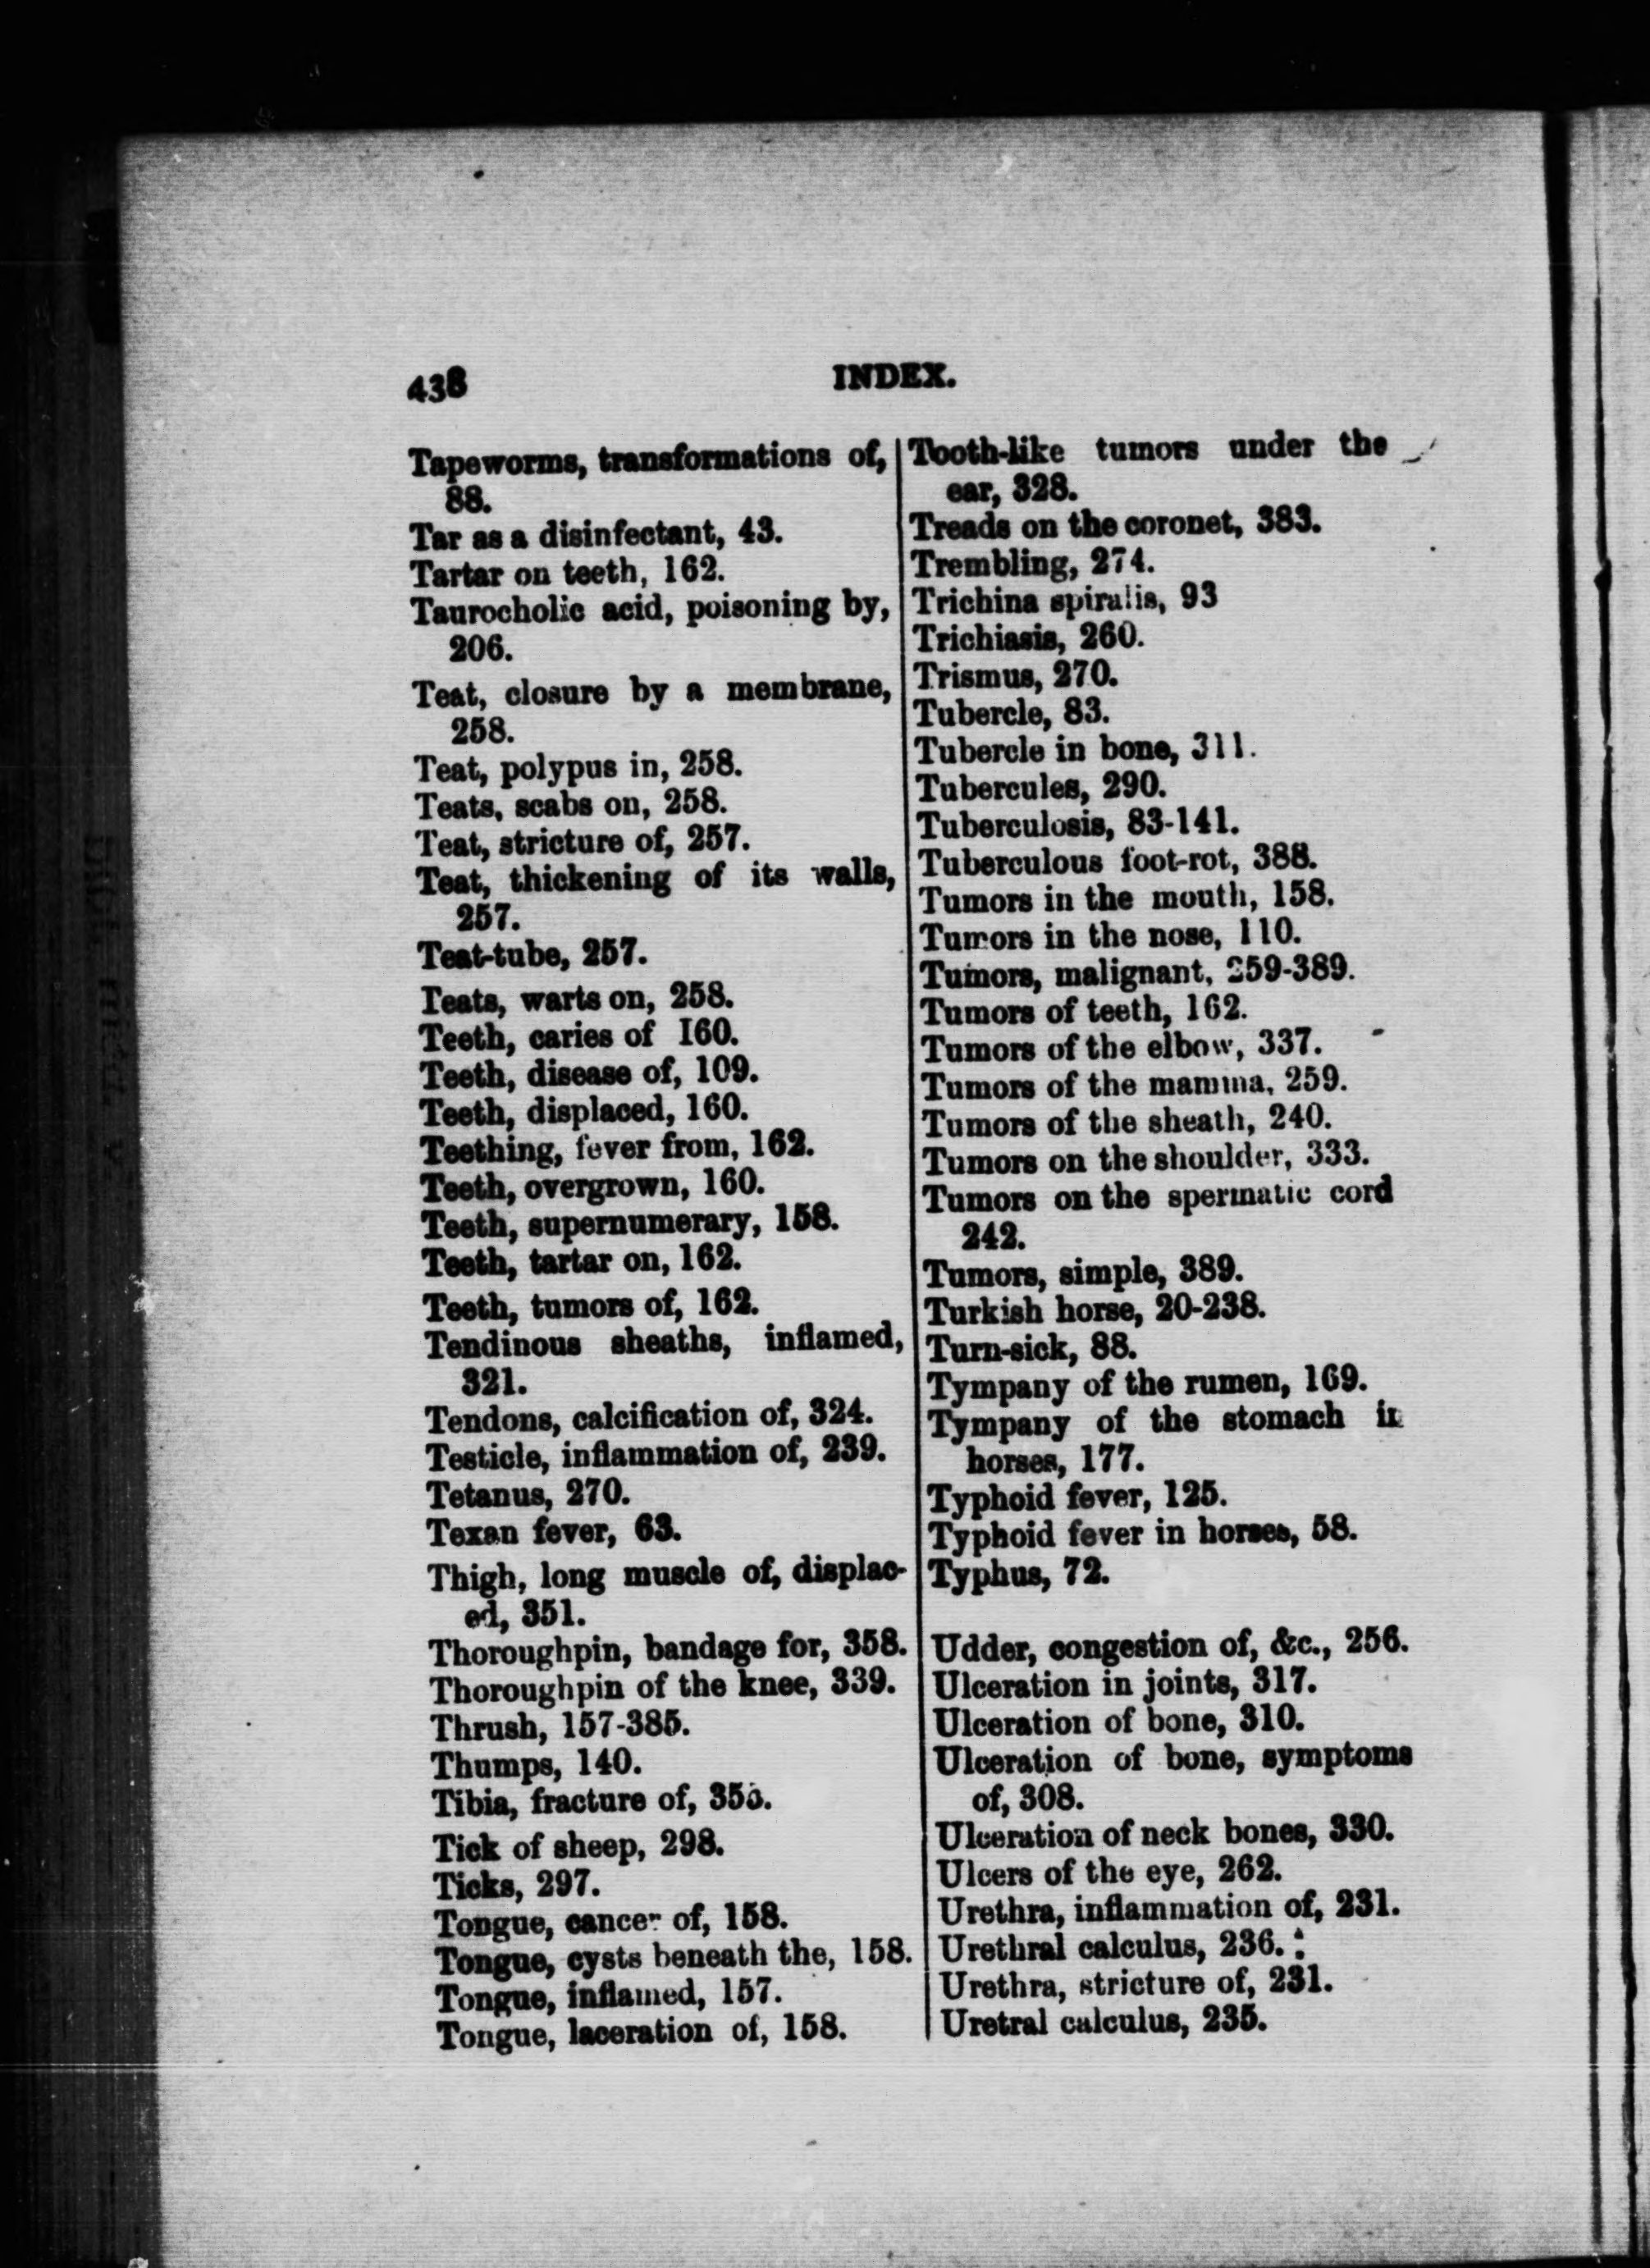 438
INDEX.
Tapeworms, transformations of,
88.
Tar as a disinfectant, 43.
Tartar on teeth, 162.
Taurocholic acid, poisoning by,
206.
Teat, closure by a membrane,
258.
Teat, polypus in, 258.
Teats, scabs on, 258.
Teat, stricture of, 257.
Teat, thickening of its walls,
257.
Teat-tube, 257.
Teats, warts on, 258.
Teeth, caries of I60.
Teeth, disease of, 109.
Teeth, displaced, 160.
Teething, fever from, 162.
Teeth, overgrown, 160.
Teeth, supernumerary, 158.
Teeth, tartar on, 162.
Teeth, tumors of, 162.
Tendinous sheaths, inflamed,
321.
Tendons, calcification of, 324.
Testicle, inflammation of, 239.
Tetanus, 270.
Texan fever, 63.
Thigh, long muscle of, displac-
ed, 351.
Thoroughpin, bandage for, 358.
Thoroughpin of the knee, 339.
Thrush, 157-385.
Thumps, 140.
Tibia, fracture of,
Tick of sheep, 298.
Ticks, 297.
Tongue, cancer of, 158.
Tongue, cysts beneath the, 158.
Tongue, inflamed, 157.
Tongue, laceration of, 158.
Tooth-like tumors under the
ear, 328.
Treads on the coronet, 383.
Trembling, 274.
Trichina spiralis, 93
Trichiasis, 260.
Trismus, 270.
Tubercle, 83.
Tubercle in bone, 311.
Tubercules, 290.
Tuberculosis, 83-141.
Tuberculous foot-rot, 388.
Tumors in the mouth, 158.
Tumors in the nose, 110.
Tumors, malignant, 259-389.
Tumors of teeth, 162.
Tumors of the elbow, 337.
Tumors of the mamma, 259.
Tumors of the sheath, 240.
Tumors on the shoulder, 333.
Tumors on the spermatic cord
242.
Tumors, simple, 389.
Turkish horse, 20-238.
Turn-sick, 88.
Tympany of the rumen, 169.
Tympany of the stomach in
horses, 177.
Typhoid fever, 125.
Typhoid fever in horses, 58.
Typhus, 72.
Udder, congestion of, &c., 256.
Ulceration in joints, 317.
Ulceration of bone, 310.
Ulceration of bone, symptoms
of, 308.
Ulceration of neck bones, 330.
Ulcers of the eye, 262.
Urethra, inflammation of, 231.
Urethral calculus, 236.
Urethra, stricture of, 231.
Uretral calculus, 235.